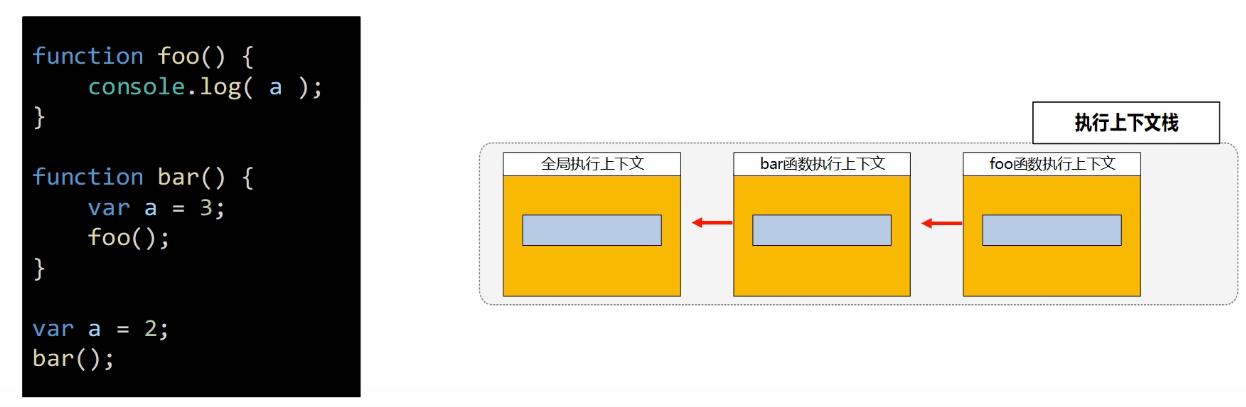 function foo() {
    console.log( a );
}
function bar() {
    var a = 3;
    foo();
}
var a = 2;
bar();
执行上下文栈
全局执行上下文
bar函数执行上下文
foo函数执行上下文